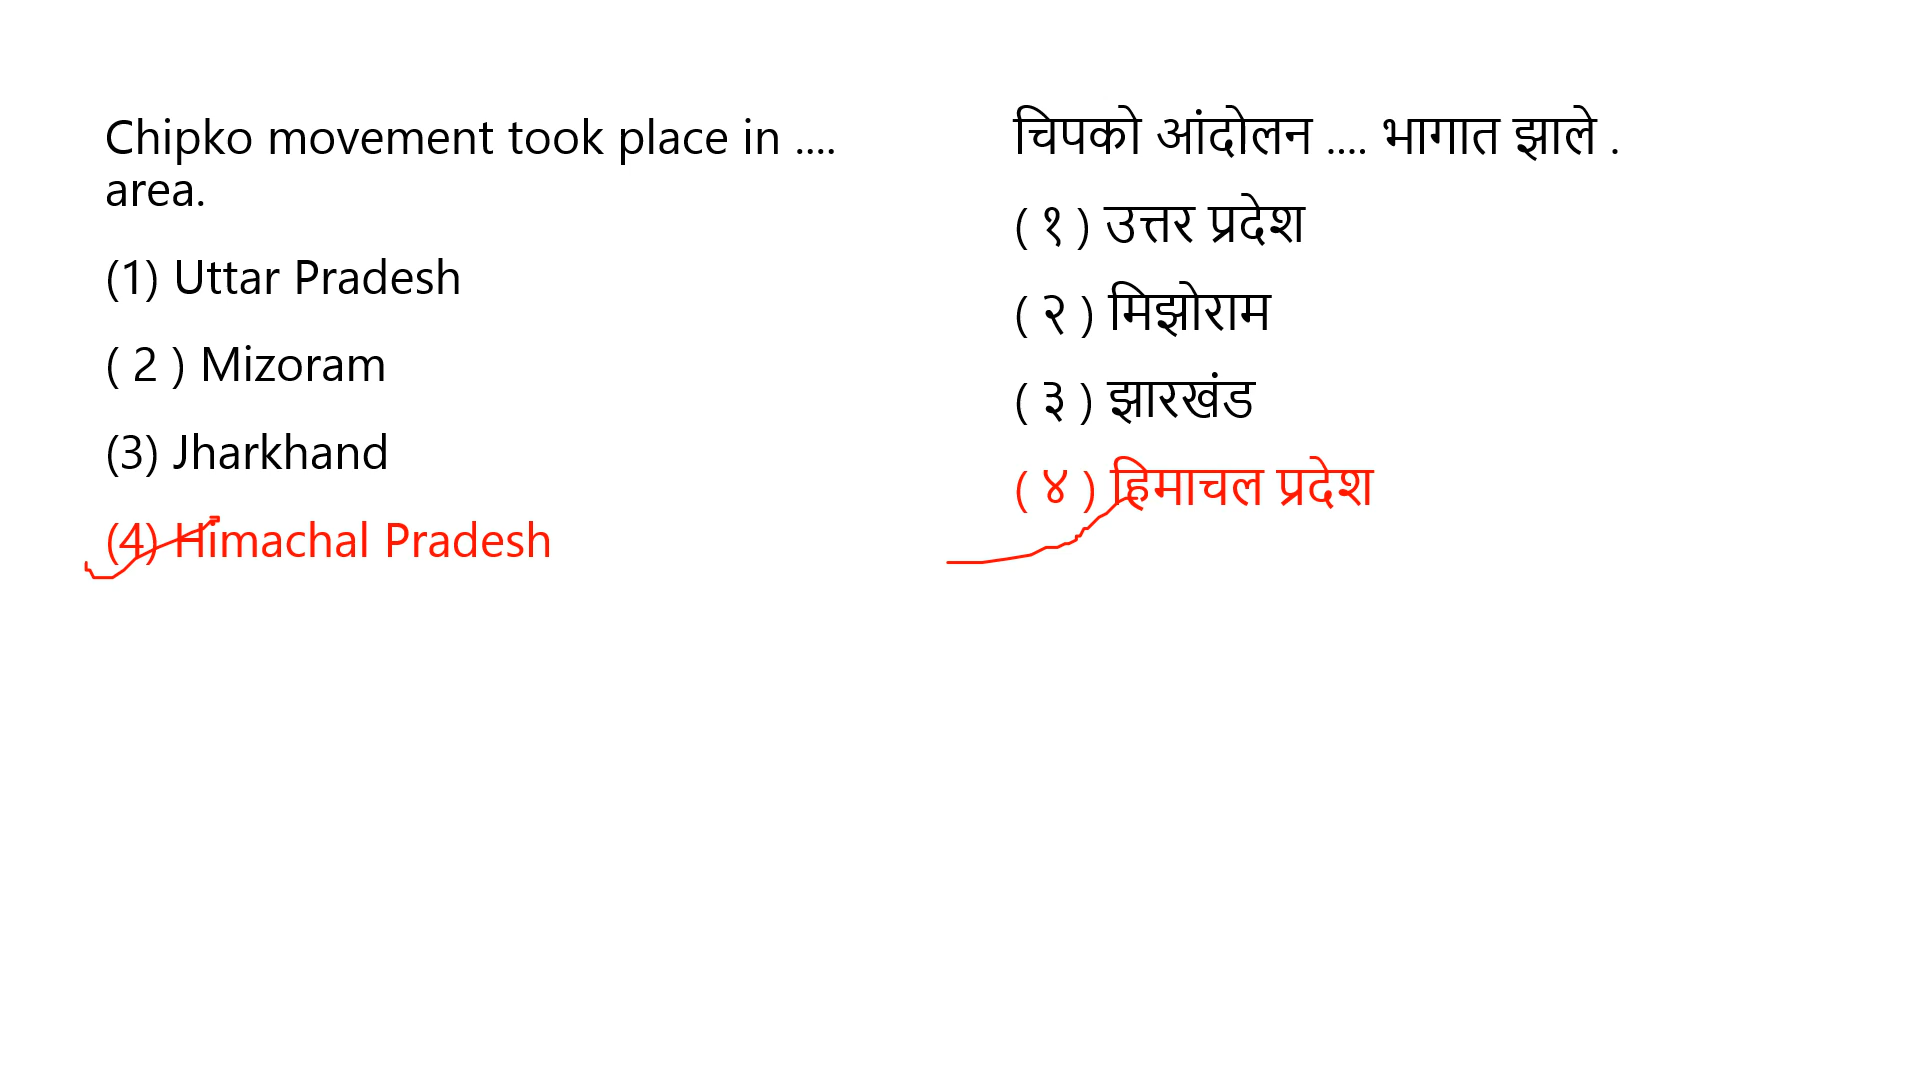 Chipko movement took place in ....
area.
(1) Uttar Pradesh
( 2 ) Mizoram
(3) Jharkhand
(4) Himachal Pradesh
चिपको आंदोलन .... भागात झाले .
( १ ) उत्तर प्रदेश
( २ ) मिझोराम
( ३ ) झारखंड
( ४ ) हिमाचल प्रदेश